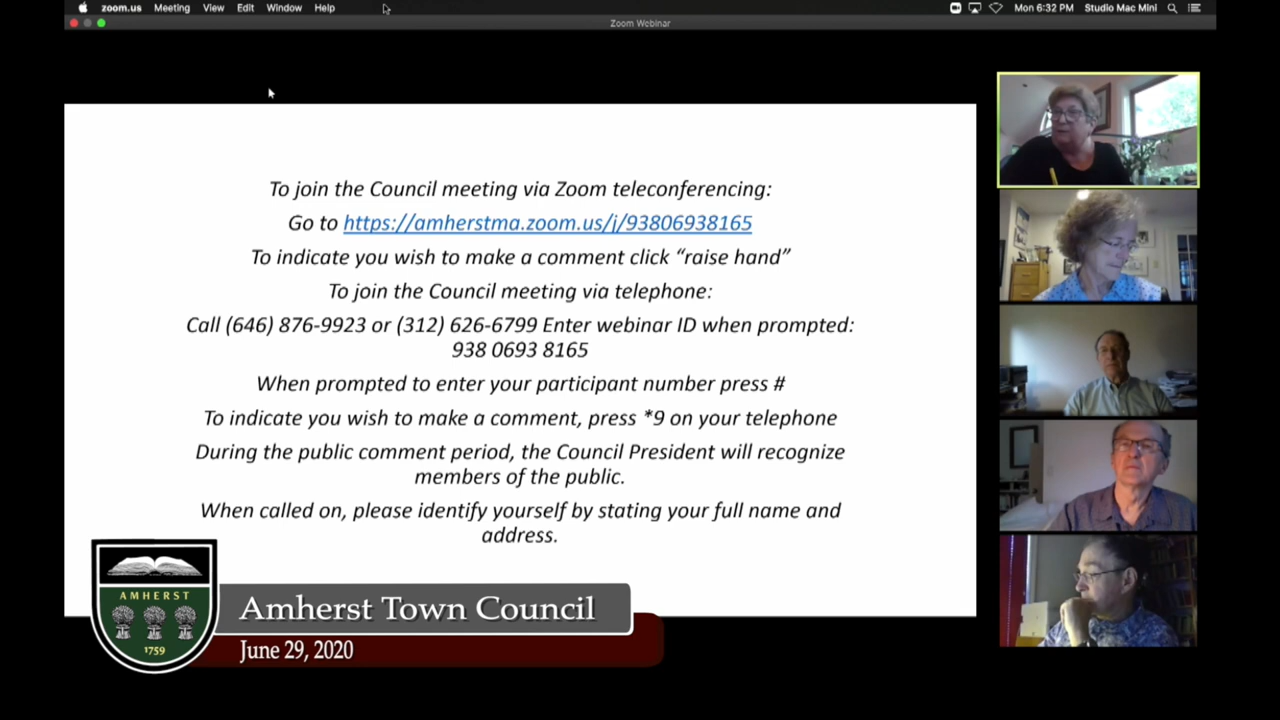 zoom.us Meeting View Edit Window Help Mon 6:32 PM Studio Mac Mini
Zoom Webinar
To join the Council meeting via Zoom teleconferencing:
Go to https://amherstma.zoom.us/j/93806938165
To indicate you wish to make a comment click “raise hand”
To join the Council meeting via telephone:
Call (646) 876-9923 or (312) 626-6799 Enter webinar ID when prompted:
938 0693 8165
When prompted to enter your participant number press #
To indicate you wish to make a comment, press *9 on your telephone
During the public comment period, the Council President will recognize
members of the public.
When called on, please identify yourself by stating your full name and
address.
AMHERST
1759
Amherst Town Council
June 29, 2020